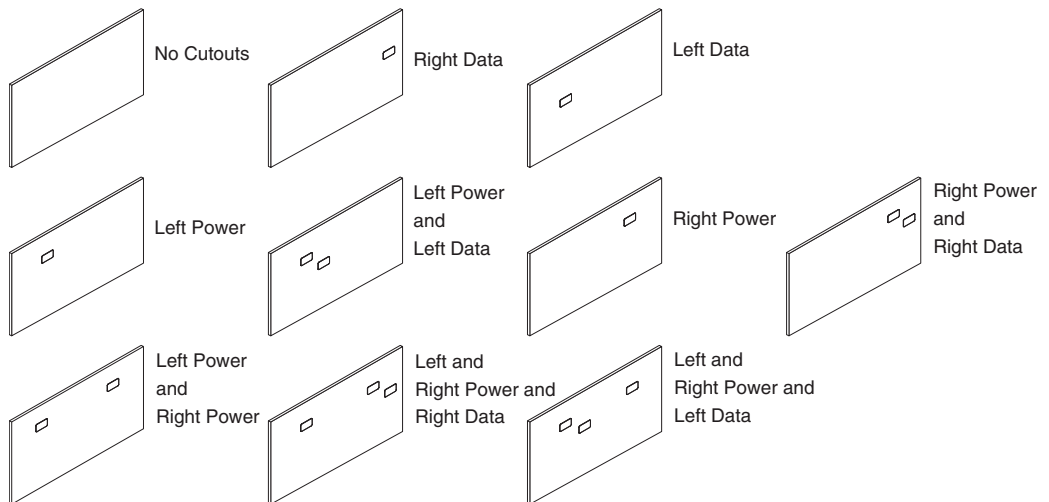 No Cutouts
Right Data
Left Data
Left Power
Left Power
and
Left Data
Right Power
Right Power
and
Right Data
Left Power
and
Right Power
Left and
Right Power and
Right Data
Left and
Right Power and
Left Data